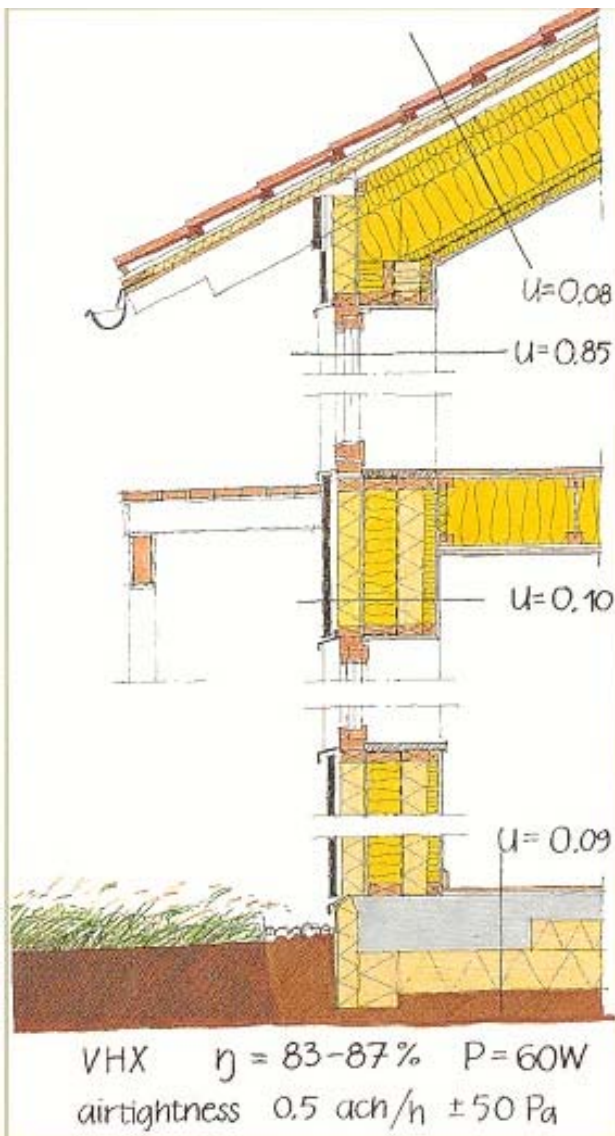 U=0,08
U=0,85
U=0,10
U=0,09
VHX η = 83-87% P=60W
airtightness 0,5 ach/h ±50 Pa